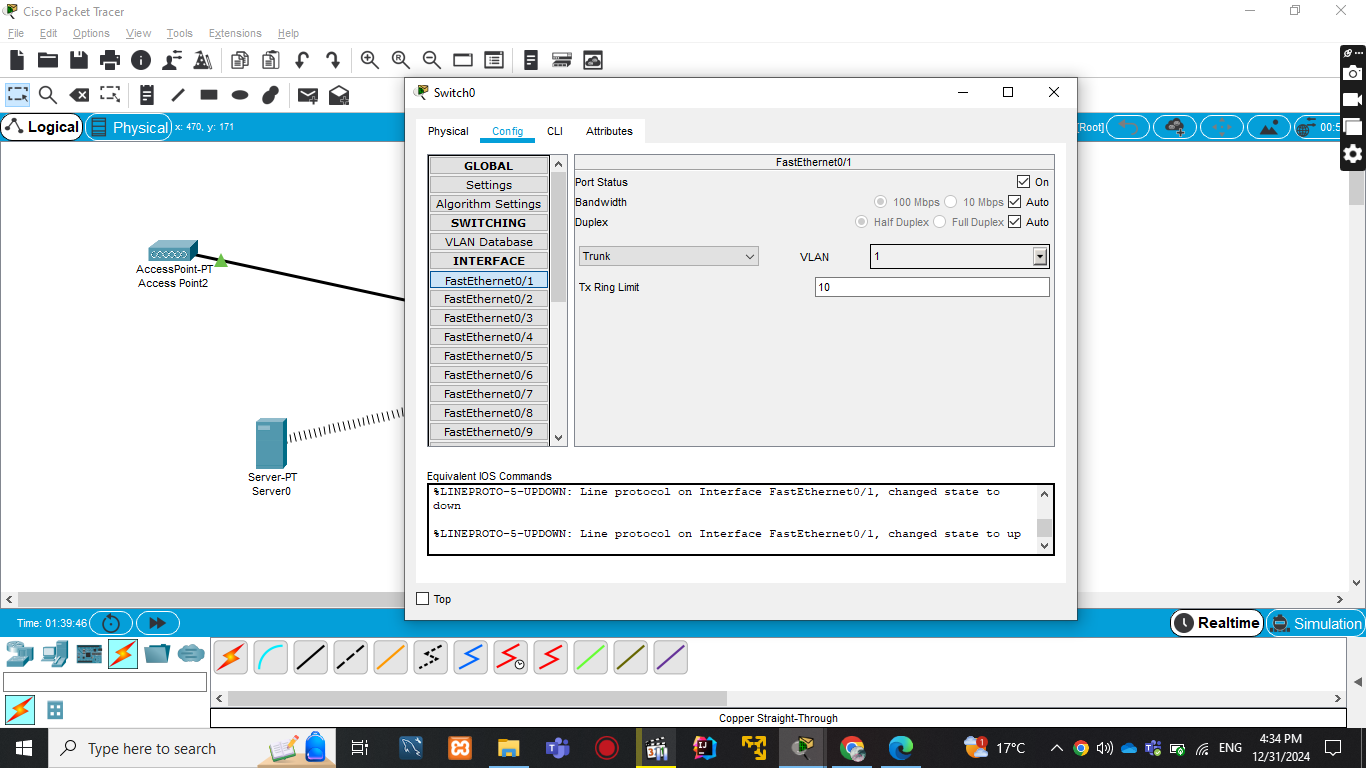 Cisco Packet Tracer
File Edit Options View Tools Extensions Help
Switch0
Logical Physical x: 470, y: 171
[Root] 00:5
Physical Config CLI Attributes
GLOBAL
Settings
Algorithm Settings
SWITCHING
VLAN Database
INTERFACE
FastEthernet0/1
FastEthernet0/2
FastEthernet0/3
FastEthernet0/4
FastEthernet0/5
FastEthernet0/6
FastEthernet0/7
FastEthernet0/8
FastEthernet0/9
FastEthernet0/1
Port Status On
Bandwidth 100 Mbps 10 Mbps Auto
Duplex Half Duplex Full Duplex Auto
Trunk VLAN 1
Tx Ring Limit 10
AccessPoint-PT
Access Point2
Server-PT
Server0
Equivalent IOS Commands
%LINEPROTO-5-UPDOWN: Line protocol on Interface FastEthernet0/1, changed state to
down
%LINEPROTO-5-UPDOWN: Line protocol on Interface FastEthernet0/1, changed state to up
Top
Time: 01:39:46
Realtime Simulation
Copper Straight-Through
Type here to search
17°C
ENG
4:34 PM
12/31/2024